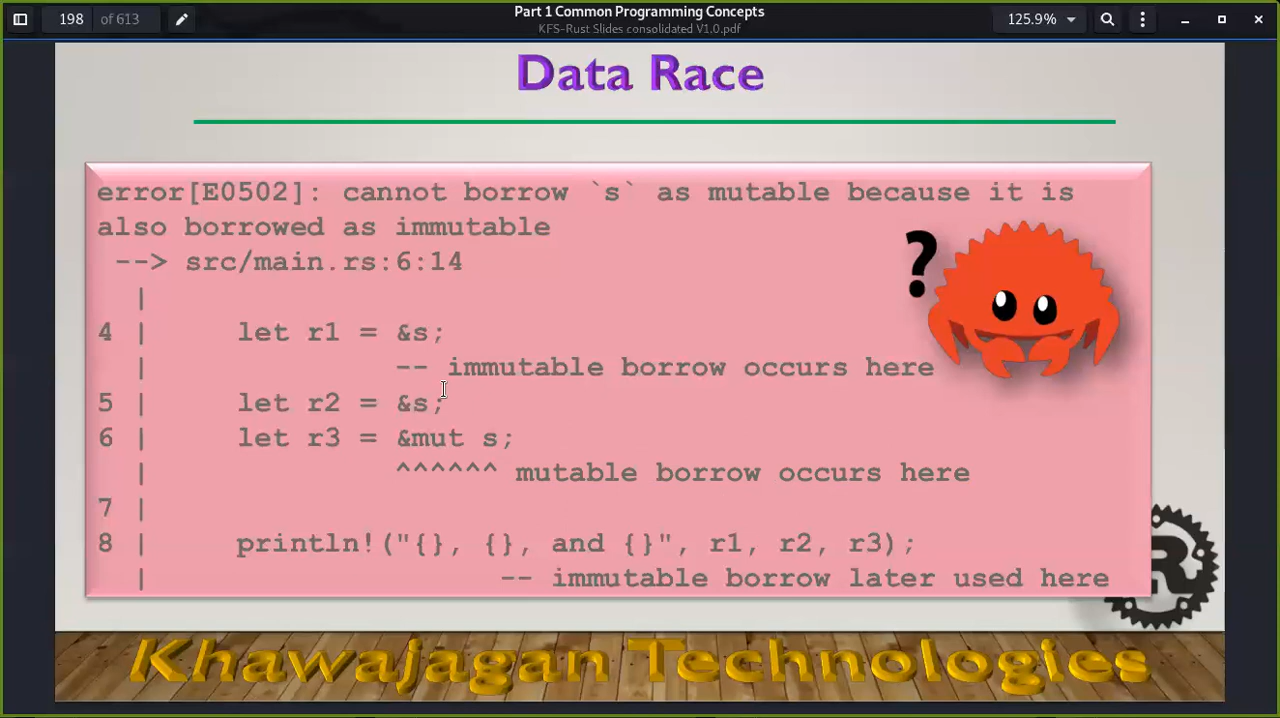 198 of 613
Part 1 Common Programming Concepts
KFS-Rust Slides consolidated V1.0.pdf
125.9%
Data Race
error[E0502]: cannot borrow `s` as mutable because it is
also borrowed as immutable
 --> src/main.rs:6:14
  |
4 |     let r1 = &s;
  |              -- immutable borrow occurs here
5 |     let r2 = &s;
6 |     let r3 = &mut s;
  |              ^^^^^^ mutable borrow occurs here
7 |
8 |     println!("{}, {}, and {}", r1, r2, r3);
  |                    -- immutable borrow later used here
?
R
Khawajagan Technologies